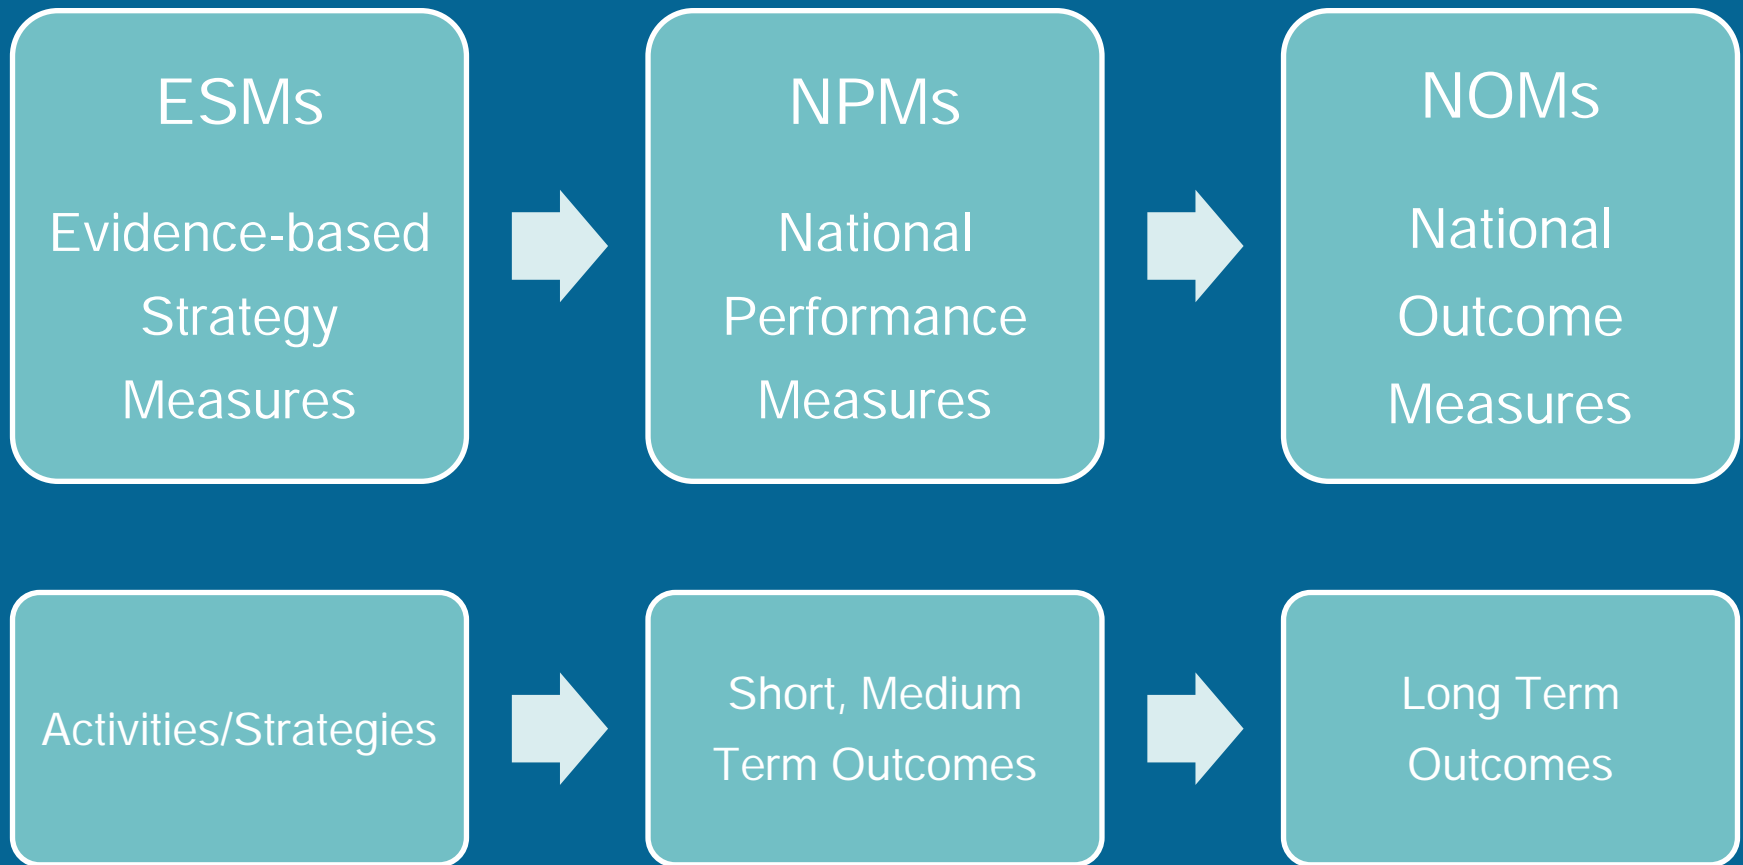 ESMs
Evidence-based
Strategy
Measures
NPMs
National
Performance
Measures
NOMs
National
Outcome
Measures
Activities/Strategies
Short, Medium
Term Outcomes
Long Term
Outcomes